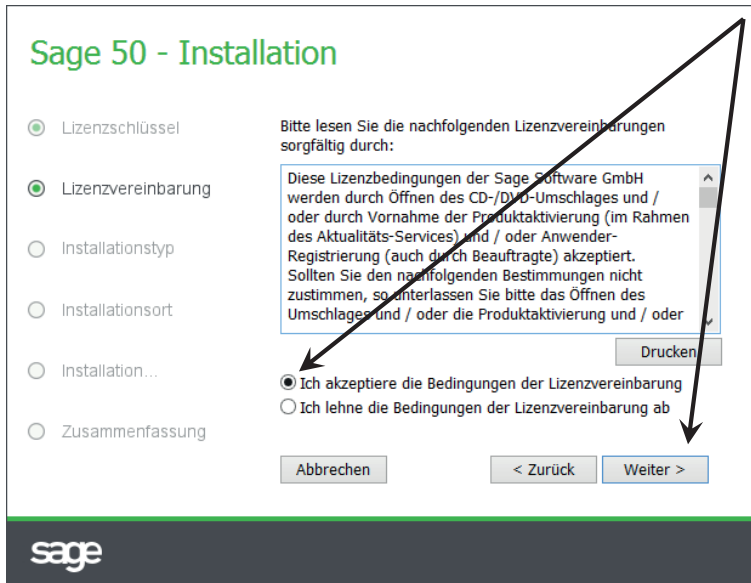 Sage 50 - Installation
Lizenzschlüssel
Lizenzvereinbarung
Installationstyp
Installationsort
Installation...
Zusammenfassung
Bitte lesen Sie die nachfolgenden Lizenzvereinbarungen
sorgfältig durch:
Diese Lizenzbedingungen der Sage Software GmbH
werden durch Öffnen des CD-/DVD-Umschlages und /
oder durch Vornahme der Produktaktivierung (im Rahmen
des Aktualitäts-Services) und / oder Anwender-
Registrierung (auch durch Beauftragte) akzeptiert.
Sollten Sie den nachfolgenden Bestimmungen nicht
zustimmen, so unterlassen Sie bitte das Öffnen des
Umschlages und / oder die Produktaktivierung und / oder
Drucken
Ich akzeptiere die Bedingungen der Lizenzvereinbarung
Ich lehne die Bedingungen der Lizenzvereinbarung ab
Abbrechen
< Zurück
Weiter >
sage